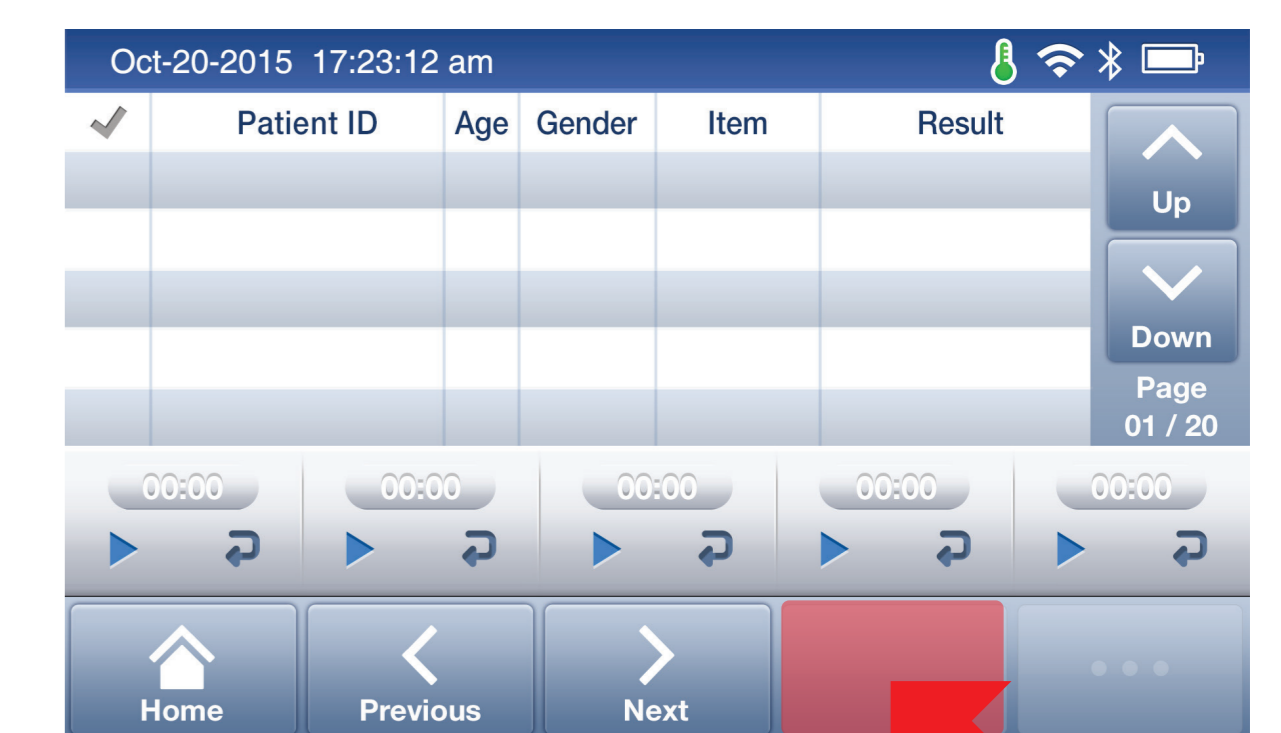 Oct-20-2015 17:23:12 am
Patient ID Age Gender Item Result
Up
Down
Page
01 / 20
00:00 00:00 00:00 00:00 00:00
Home Previous Next